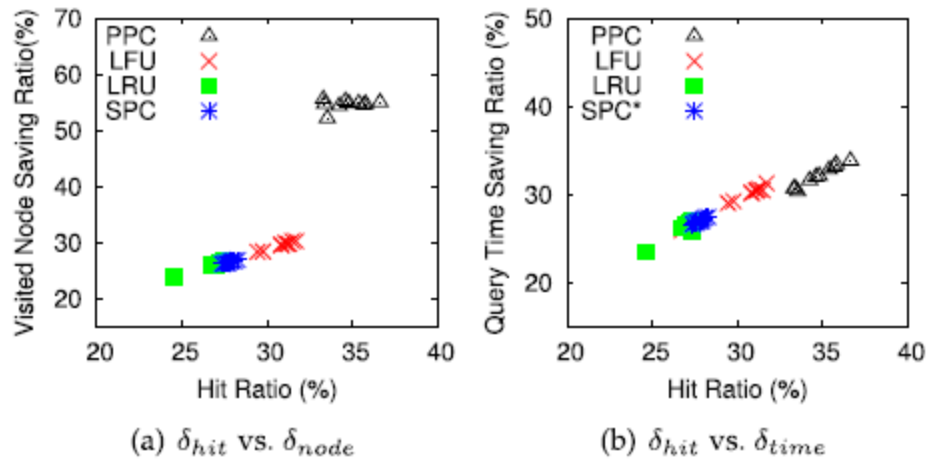 70
60
50
40
30
20
Visited Node Saving Ratio(%)
PPC
LFU
LRU
SPC
20 25 30 35 40
Hit Ratio (%)
(a) δhit vs. δnode
50
40
30
20
Query Time Saving Ratio (%)
PPC
LFU
LRU
SPC*
20 25 30 35 40
Hit Ratio (%)
(b) δhit vs. δtime